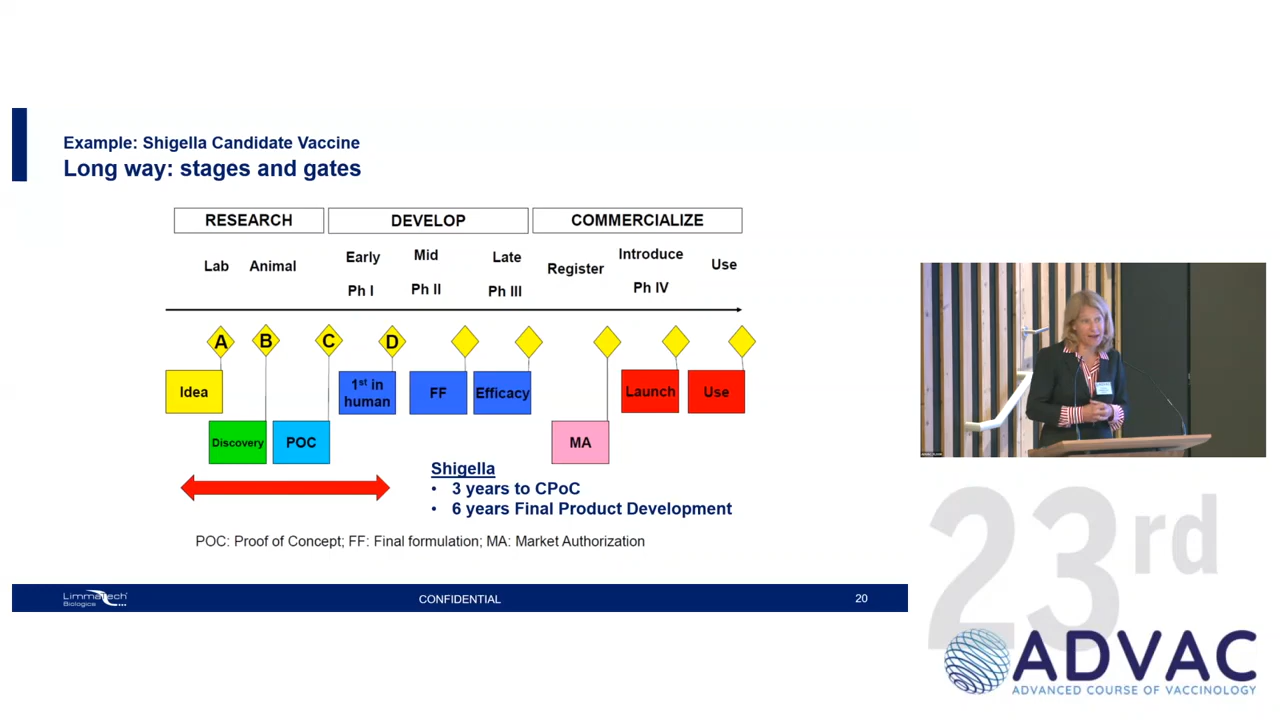 Example: Shigella Candidate Vaccine
Long way: stages and gates
RESEARCH
DEVELOP
COMMERCIALIZE
Lab
Animal
Early
Ph I
Mid
Ph II
Late
Ph III
Register
Introduce
Ph IV
Use
A
B
C
D
Idea
Discovery
POC
1st in
human
FF
Efficacy
MA
Launch
Use
Shigella
• 3 years to CPoC
• 6 years Final Product Development
POC: Proof of Concept; FF: Final formulation; MA: Market Authorization
LimmaTech
Biologics
CONFIDENTIAL
20
23rd
ADVAC
ADVANCED COURSE OF VACCINOLOGY